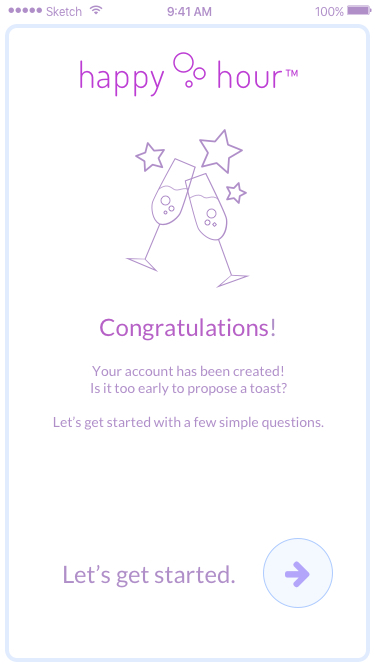 Sketch 9:41 AM 100%
happy hour™
Congratulations!
Your account has been created!
Is it too early to propose a toast?
Let's get started with a few simple questions.
Let's get started.